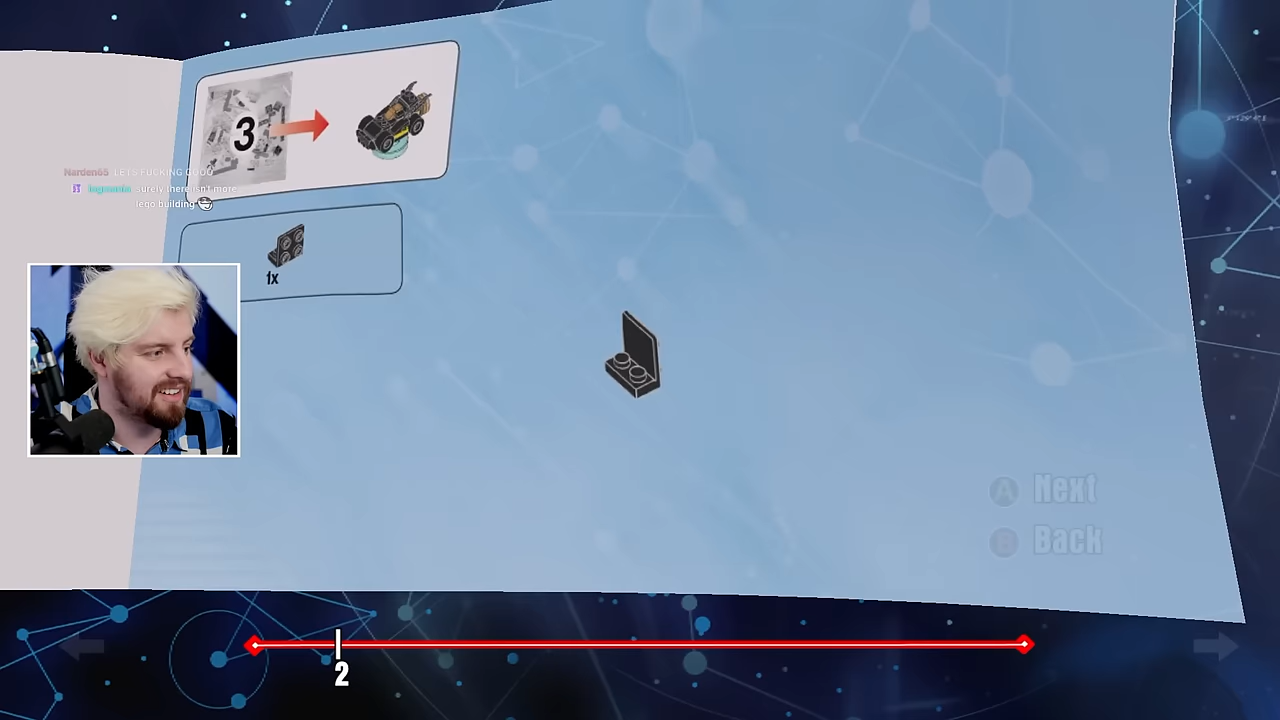 3
Narden65 LETS FUCKING GOOO
surely there isn't more
lego building
1x
A Next
B Back
2